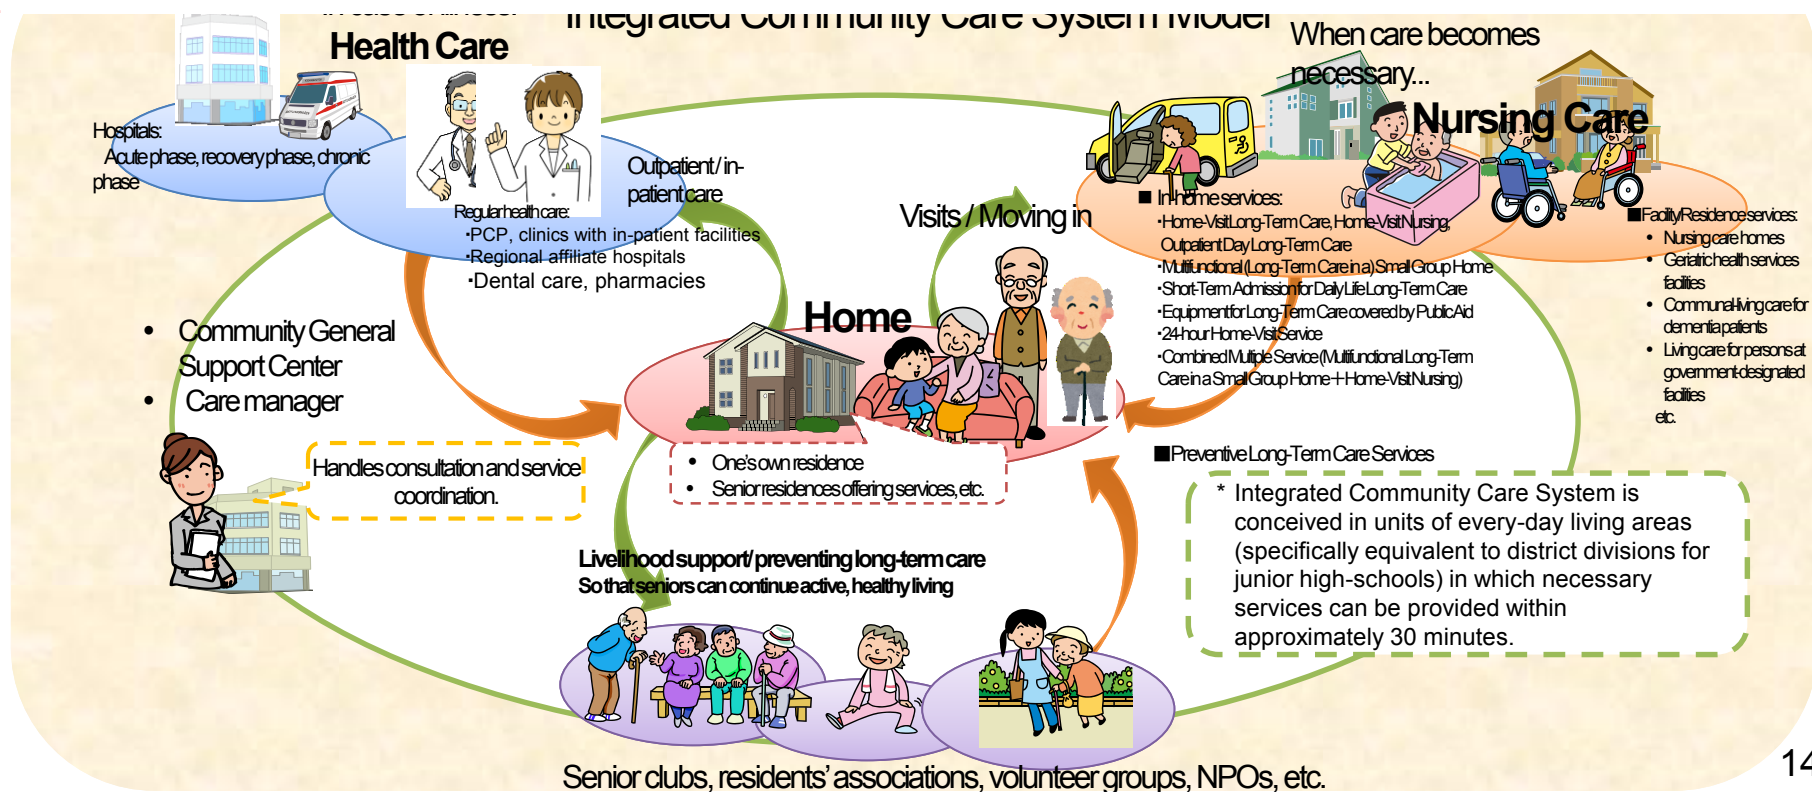 Integrated Community Care System Model
in case of illness:
Health Care
When care becomes
necessary...
Nursing Care
Hospitals:
Acute phase, recovery phase, chronic
phase
Outpatient / in-
patient care
Regular health care:
・PCP, clinics with in-patient facilities
・Regional affiliate hospitals
・Dental care, pharmacies
Visits / Moving in
■ In-home services:
・Home-Visit Long-Term Care, Home-Visit Nursing,
Outpatient Day Long-Term Care
・Multifunctional (Long-Term Care in a) Small Group Home
・Short-Term Admission for Daily Life Long-Term Care
・Equipment for Long-Term Care covered by Public Aid
・24-hour Home-Visit Service
・Combined Multiple Service (Multifunctional Long-Term
Care in a Small Group Home＋Home-Visit Nursing)
■Facility/Residence services:
• Nursing care homes
• Geriatric health services
facilities
• Communal-living care for
dementia patients
• Living care for persons at
government-designated
facilities
etc.
■Preventive Long-Term Care Services
• Community General
Support Center
• Care manager
Handles consultation and service
coordination.
Home
• One's own residence
• Senior residences offering services, etc.
Livelihood support/ preventing long-term care
So that seniors can continue active, healthy living
* Integrated Community Care System is
conceived in units of every-day living areas
(specifically equivalent to district divisions for
junior high-schools) in which necessary
services can be provided within
approximately 30 minutes.
Senior clubs, residents' associations, volunteer groups, NPOs, etc.
14